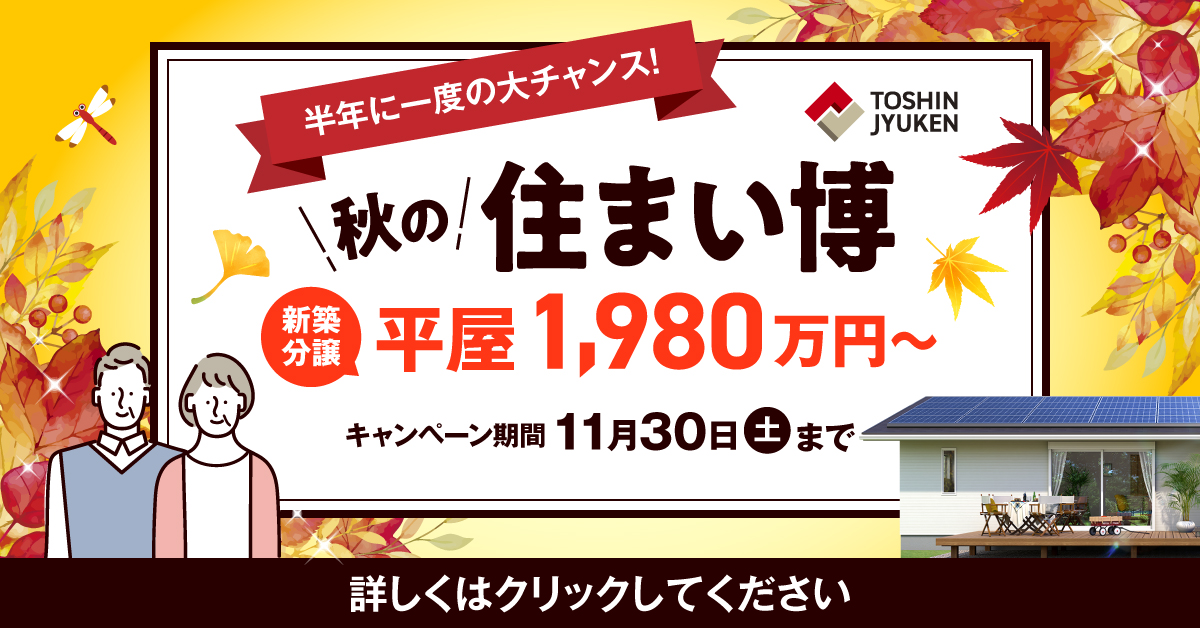 半年に一度の大チャンス!
TOSHIN
JYUKEN
秋の 住まい博
新築
分譲
平屋 1,980万円〜
キャンペーン期間 11月30日土まで
詳しくはクリックしてください